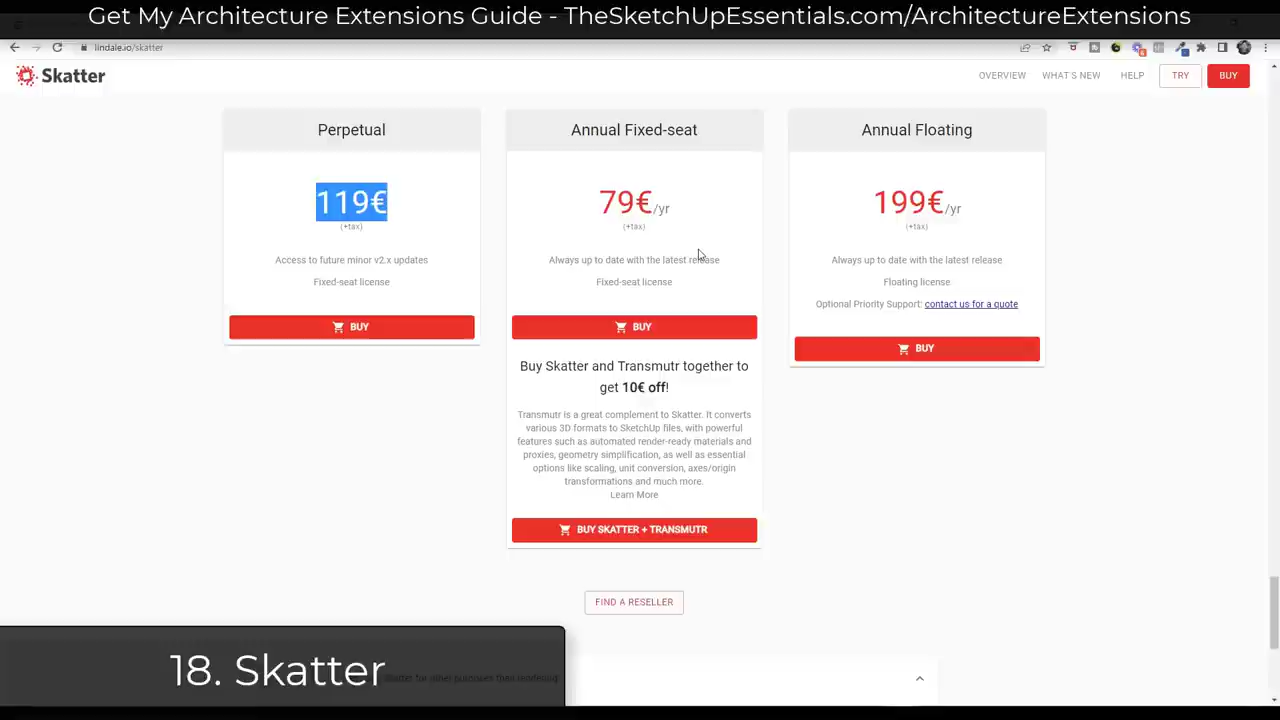 Get My Architecture Extensions Guide - TheSketchUpEssentials.com/ArchitectureExtensions
lindale.io/skatter
Skatter
OVERVIEW
WHAT'S NEW
HELP
TRY
BUY
Perpetual
119€
(+tax)
Access to future minor v2.x updates
Fixed-seat license
BUY
Annual Fixed-seat
79€/yr
(+tax)
Always up to date with the latest release
Fixed-seat license
BUY
Buy Skatter and Transmutr together to
get 10€ off!
Transmutr is a great complement to Skatter. It converts
various 3D formats to SketchUp files, with powerful
features such as automated render-ready materials and
proxies, geometry simplification, as well as essential
options like scaling, unit conversion, axes/origin
transformations and much more.
Learn More
BUY SKATTER + TRANSMUTR
Annual Floating
199€/yr
(+tax)
Always up to date with the latest release
Floating license
Optional Priority Support: contact us for a quote
BUY
FIND A RESELLER
18. Skatter
Skatter for other purposes than rendering